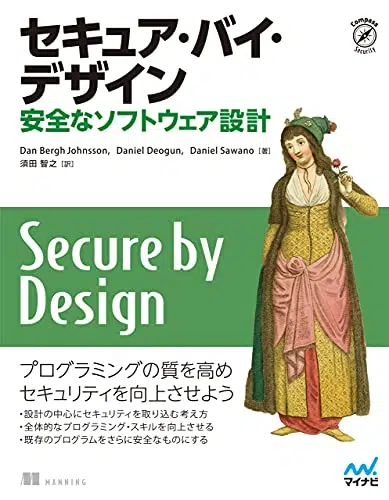 Compass
Security
セキュア・バイ・
デザイン
安全なソフトウェア設計
Dan Bergh Johnsson, Daniel Deogun, Daniel Sawano [著]
須田 智之 [訳]
Secure by
Design
プログラミングの質を高め
セキュリティを向上させよう
・設計の中心にセキュリティを取り込む考え方
・全体的なプログラミング・スキルを向上させる
・既存のプログラムをさらに安全なものにする
MANNING
マイナビ